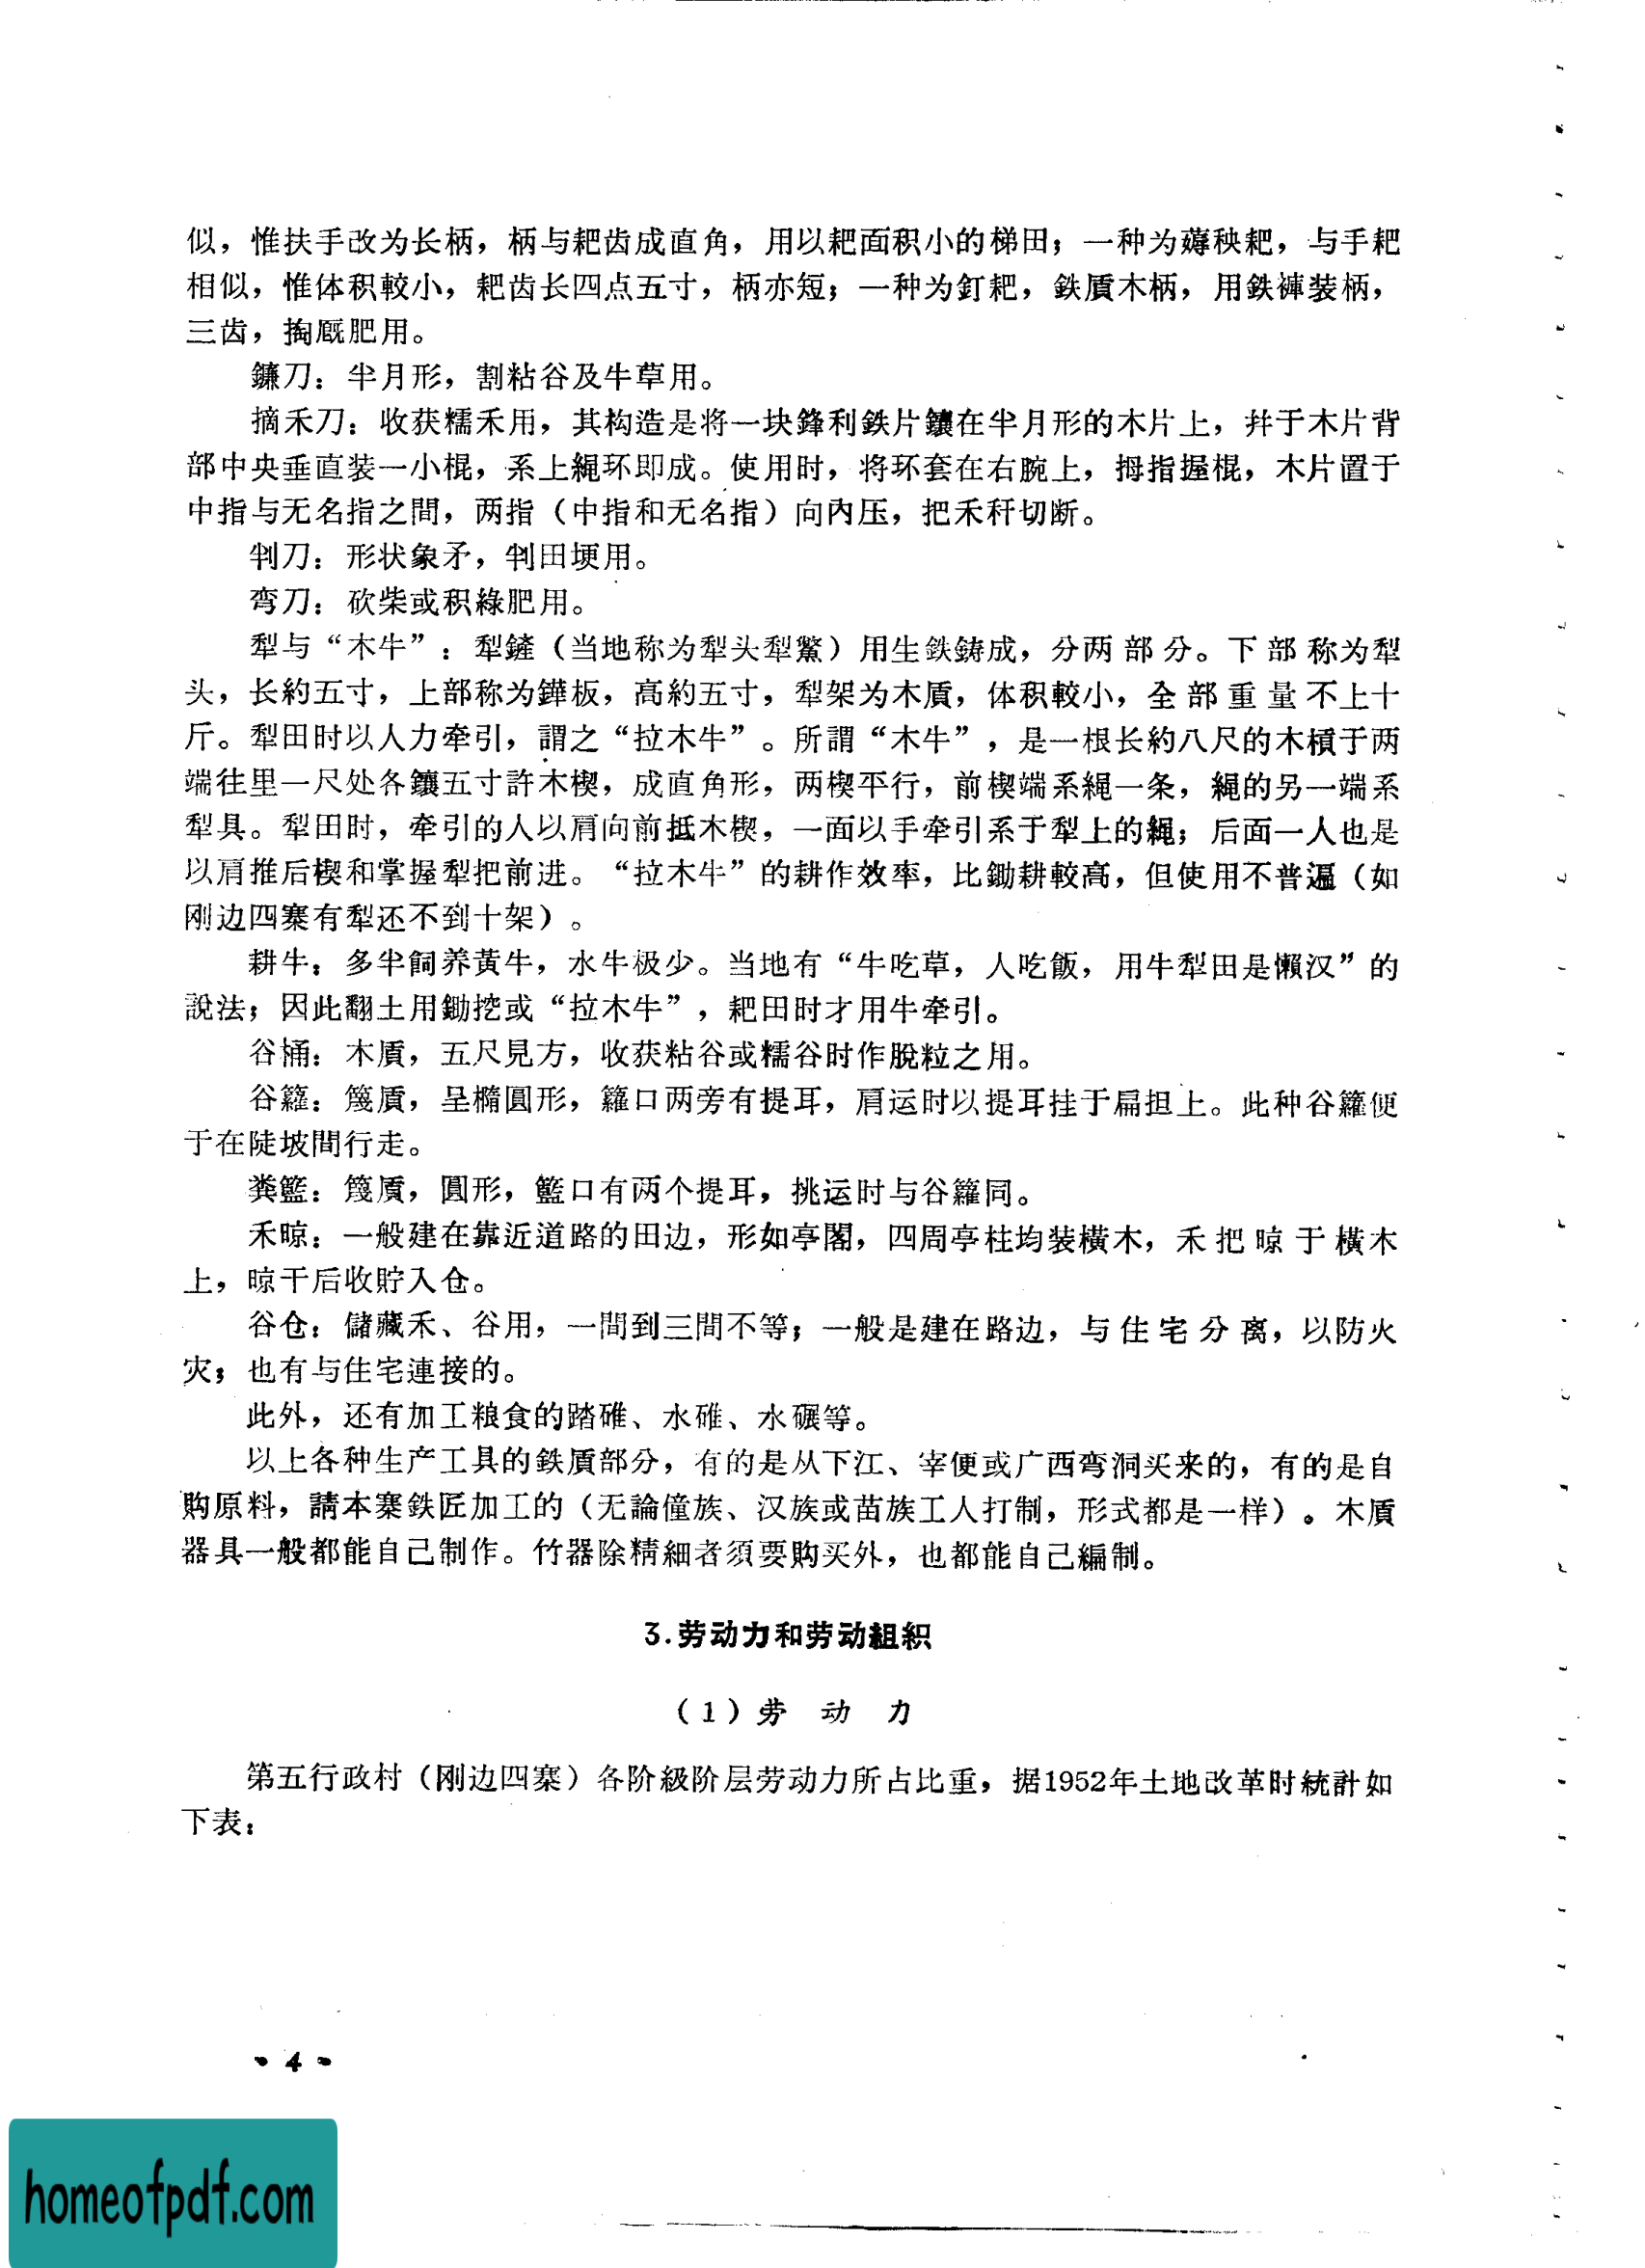 似，惟扶手改为长柄，柄与耙齿成直角，用以耙面积小的梯田；一种为薅秧耙，与手耙
相似，惟体积較小，耙齿长四点五寸，柄亦短；一种为釘耙，鉄質木柄，用鉄褲装柄，
三齿，掏厩肥用。
鐮刀：半月形，割粘谷及牛草用。
摘禾刀：收获糯禾用，其构造是将一块鋒利鉄片鑲在半月形的木片上，幷于木片背
部中央垂直装一小棍，系上繩环即成。使用时，将环套在右腕上，拇指握棍，木片置于
中指与无名指之間，两指（中指和无名指）向内压，把禾秆切断。
刬刀：形状象矛，刬田埂用。
弯刀：砍柴或积綠肥用。
犁与“木牛”：犁鏟（当地称为犁头犁鱉）用生鉄鑄成，分两部分。下部称为犁
头，长約五寸，上部称为鏵板，高約五寸，犁架为木質，体积較小，全部重量不上十
斤。犁田时以人力牵引，謂之“拉木牛”。所謂“木牛”，是一根长約八尺的木槓于两
端往里一尺处各鑲五寸許木楔，成直角形，两楔平行，前楔端系繩一条，繩的另一端系
犁具。犁田时，牵引的人以肩向前抵木楔，一面以手牵引系于犁上的繩；后面一人也是
以肩推后楔和掌握犁把前进。“拉木牛”的耕作效率，比鋤耕較高，但使用不普遍（如
刚边四寨有犁还不到十架）。
耕牛：多半飼养黃牛，水牛极少。当地有“牛吃草，人吃飯，用牛犁田是懶汉”的
說法；因此翻土用鋤挖或“拉木牛”，耙田时才用牛牵引。
谷桶：木質，五尺見方，收获粘谷或糯谷时作脫粒之用。
谷籮：篾質，呈橢圓形，籮口两旁有提耳，肩运时以提耳挂于扁担上。此种谷籮便
于在陡坡間行走。
粪籃：篾質，圓形，籃口有两个提耳，挑运时与谷籮同。
禾晾：一般建在靠近道路的田边，形如亭閣，四周亭柱均装橫木，禾把晾于橫木
上，晾干后收貯入仓。
谷仓：儲藏禾、谷用，一間到三間不等；一般是建在路边，与住宅分离，以防火
灾；也有与住宅連接的。
此外，还有加工粮食的踏碓、水碓、水碾等。
以上各种生产工具的鉄質部分，有的是从下江、宰便或广西弯洞买来的，有的是自
购原料，請本寨鉄匠加工的（无論僮族、汉族或苗族工人打制，形式都是一样）。木質
器具一般都能自己制作。竹器除精細者須要购买外，也都能自己編制。
3.劳动力和劳动組织
（1）劳动力
第五行政村（刚边四寨）各阶級阶层劳动力所占比重，据1952年土地改革时統計如
下表：
• 4 •
homeofpdf.com